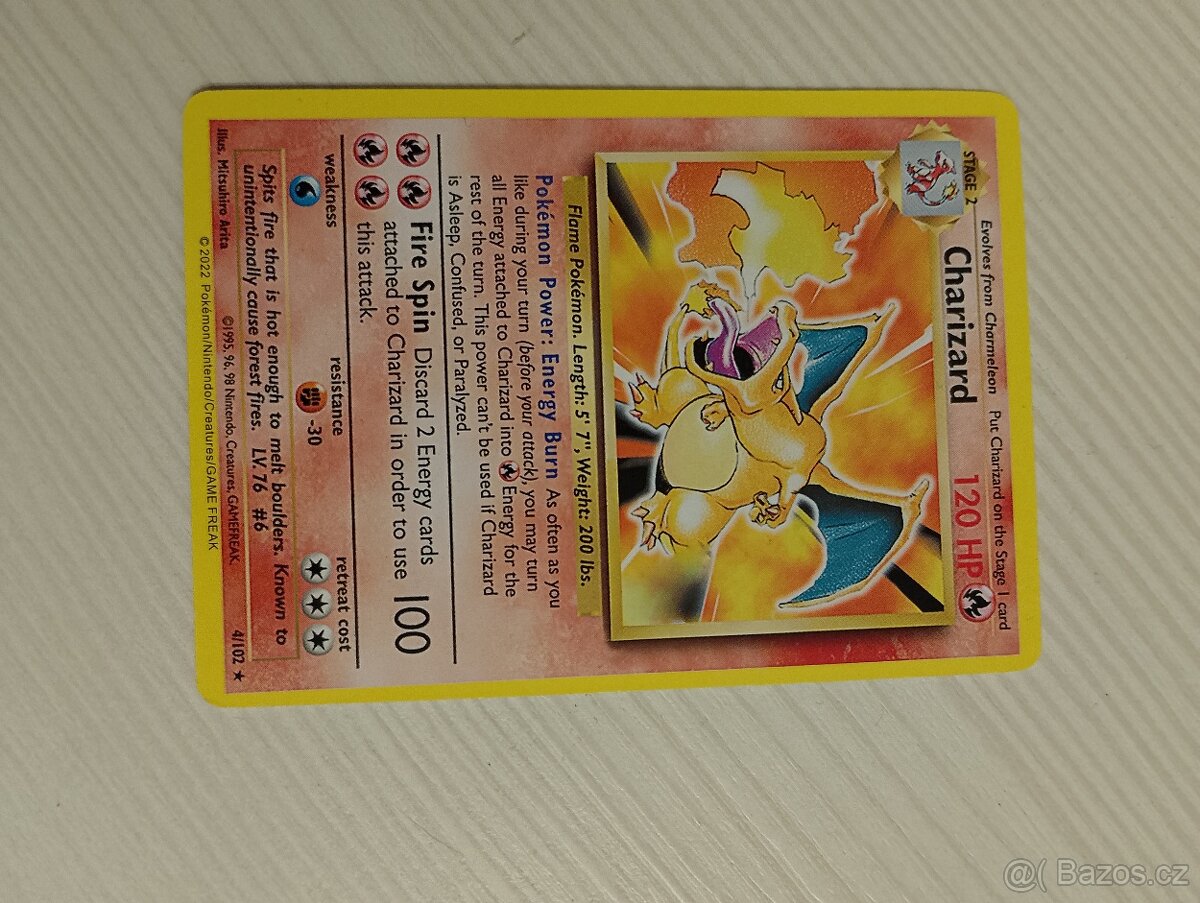 STAGE 2
Evolves from Charmeleon Put Charizard on the Stage 1 card
Charizard 120 HP
Flame Pokémon. Length: 5' 7", Weight: 200 lbs.
Pokémon Power: Energy Burn As often as you
like during your turn (before your attack), you may turn
all Energy attached to Charizard into Energy for the
rest of the turn. This power can't be used if Charizard
is Asleep, Confused, or Paralyzed.
Fire Spin Discard 2 Energy cards
attached to Charizard in order to use
this attack.
100
weakness resistance retreat cost
-30
Spits fire that is hot enough to melt boulders. Known to
unintentionally cause forest fires. LV. 76 #6
Illus. Mitsuhiro Arita ©1995, 96, 98 Nintendo, Creatures, GAMEFREAK. 4/102 ★
© 2022 Pokémon/Nintendo/Creatures/GAME FREAK
@( Bazos.cz